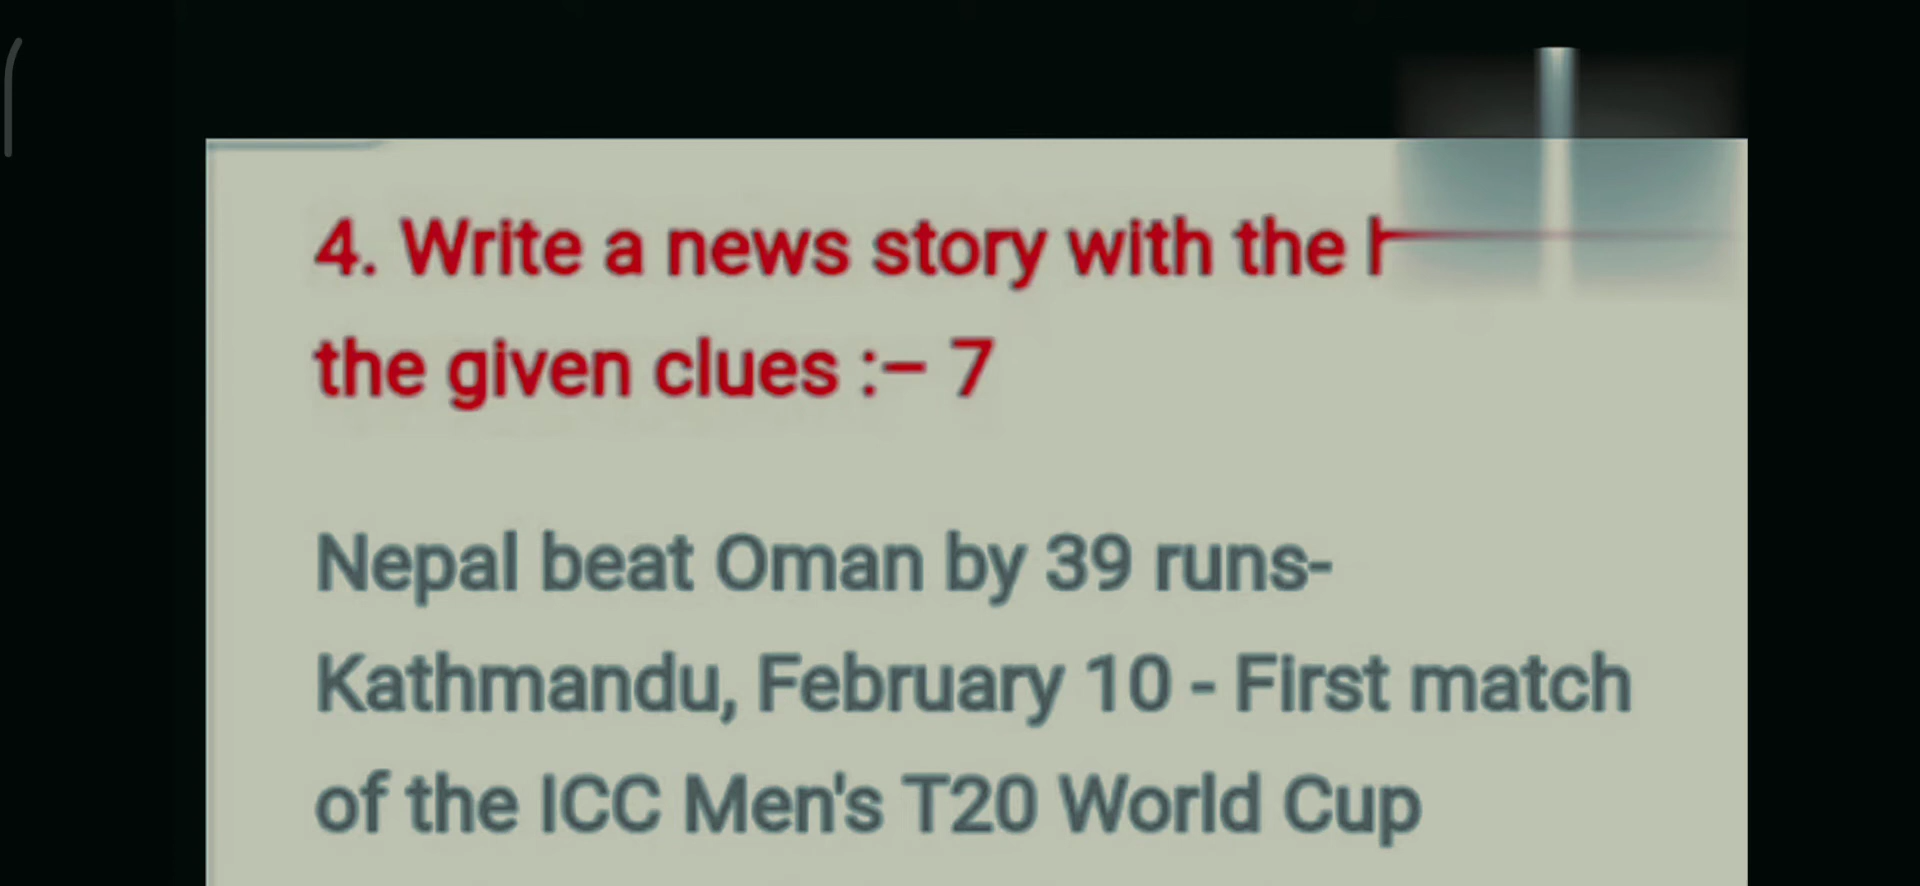 4. Write a news story with the
the given clues :– 7
Nepal beat Oman by 39 runs-
Kathmandu, February 10 - First match
of the ICC Men's T20 World Cup